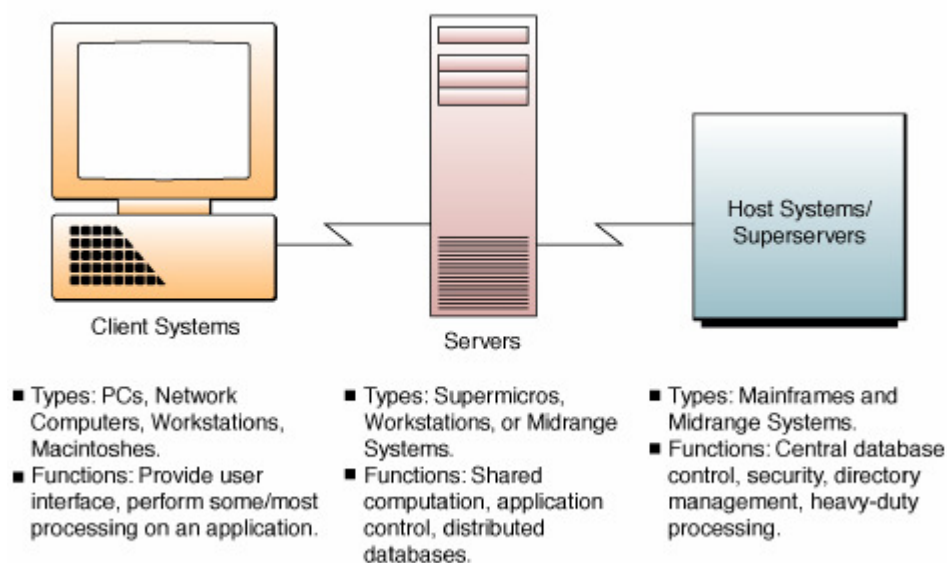 Host Systems/
Superservers
Client Systems
Servers
■ Types: PCs, Network
Computers, Workstations,
Macintoshes.
■ Functions: Provide user
interface, perform some/most
processing on an application.
■ Types: Supermicros,
Workstations, or Midrange
Systems.
■ Functions: Shared
computation, application
control, distributed
databases.
■ Types: Mainframes and
Midrange Systems.
■ Functions: Central database
control, security, directory
management, heavy-duty
processing.